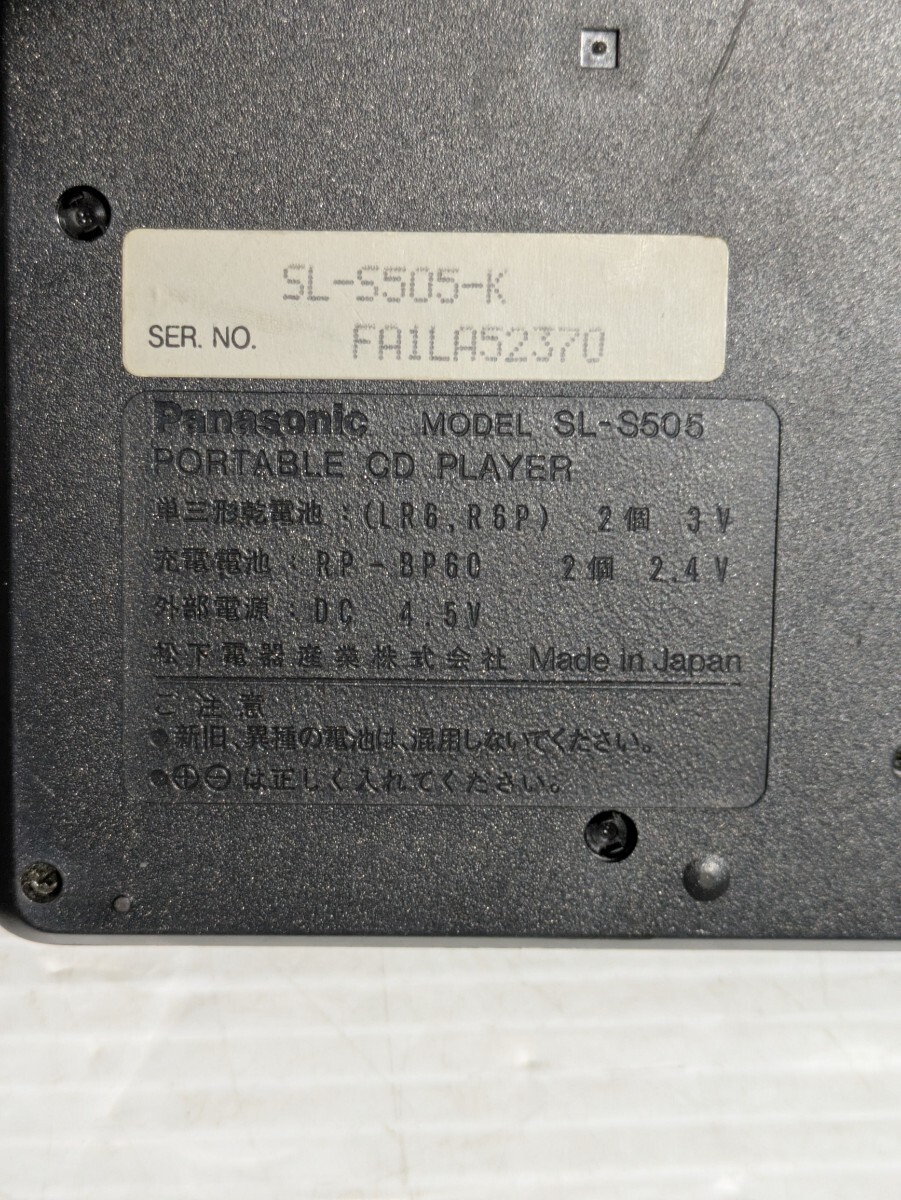 SL-S505-K
SER. NO. FA1LA52370
Panasonic MODEL SL-S505
PORTABLE CD PLAYER
単三形乾電池:(LR6,R6P) 2個 3V
充電電池:RP-BP60 2個 2.4V
外部電源:DC 4.5V
松下電器産業株式会社 Made in Japan
ご注意
●新旧、異種の電池は、混用しないでください。
●⊕⊖は正しく入れてください。